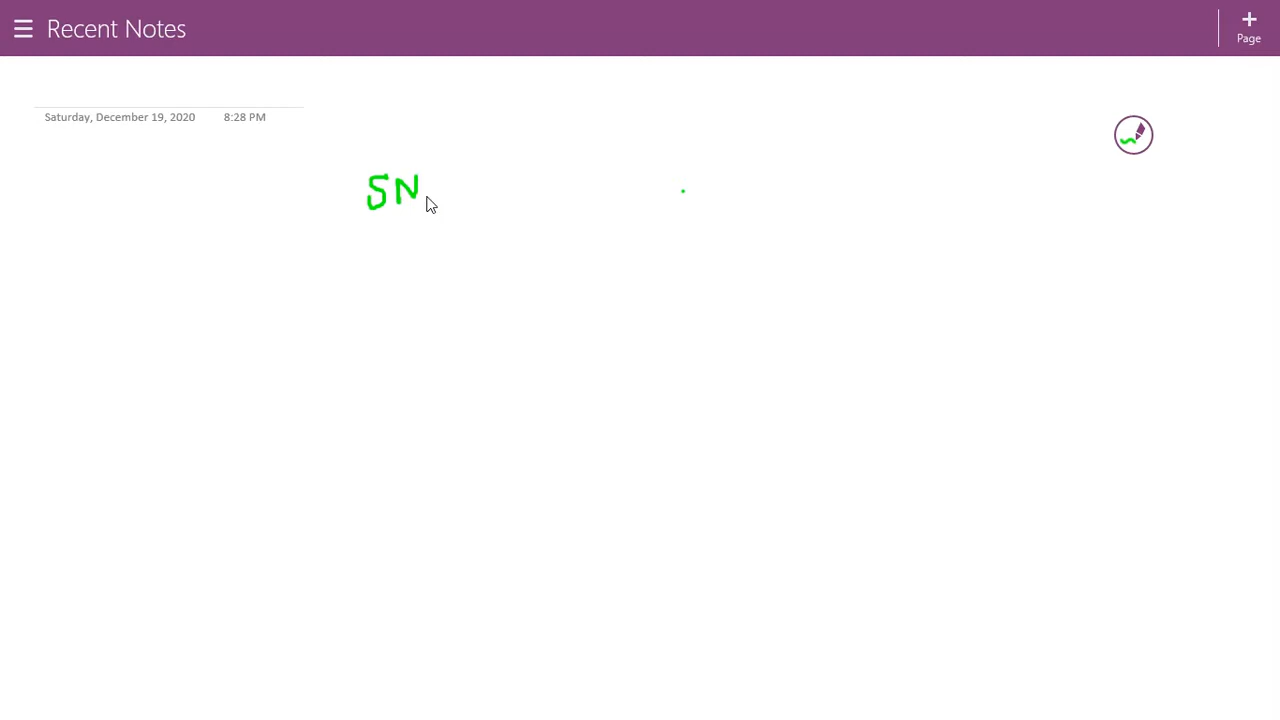 Recent Notes
Page
Saturday, December 19, 2020 8:28 PM
SN